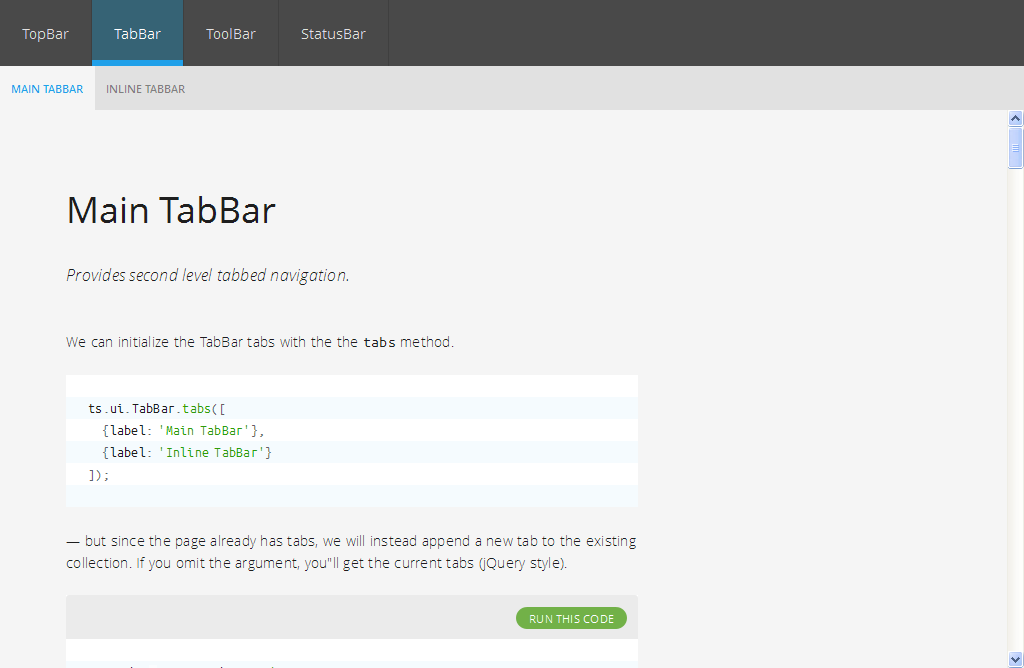 TopBar TabBar ToolBar StatusBar
MAIN TABBAR INLINE TABBAR
Main TabBar
Provides second level tabbed navigation.
We can initialize the TabBar tabs with the the tabs method.
ts.ui.TabBar.tabs([
{label: 'Main TabBar'},
{label: 'Inline TabBar'}
]);
— but since the page already has tabs, we will instead append a new tab to the existing
collection. If you omit the argument, you"ll get the current tabs (jQuery style).
RUN THIS CODE